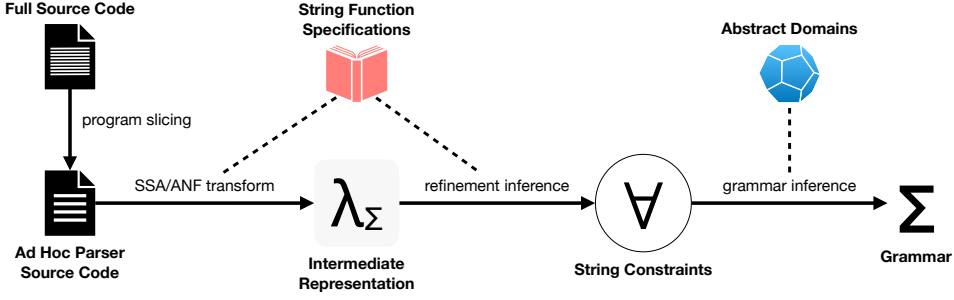 Full Source Code
String Function
Specifications
Abstract Domains
program slicing
SSA/ANF transform
refinement inference
grammar inference
λΣ
∀
Σ
Ad Hoc Parser
Source Code
Intermediate
Representation
String Constraints
Grammar